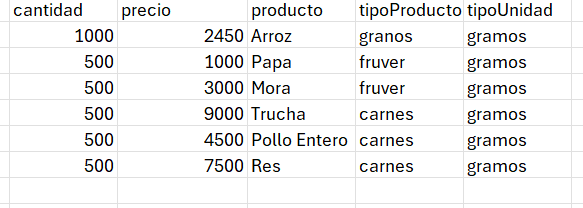 cantidad precio producto tipoProducto tipoUnidad
1000 2450 Arroz granos gramos
500 1000 Papa fruver gramos
500 3000 Mora fruver gramos
500 9000 Trucha carnes gramos
500 4500 Pollo Entero carnes gramos
500 7500 Res carnes gramos